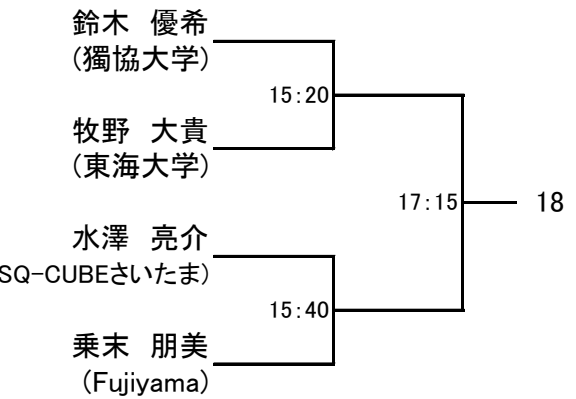 鈴木 優希
(獨協大学)
15:20
牧野 大貴
(東海大学)
17:15
18
水澤 亮介
SQ-CUBEさいたま)
15:40
乗末 朋美
(Fujiyama)